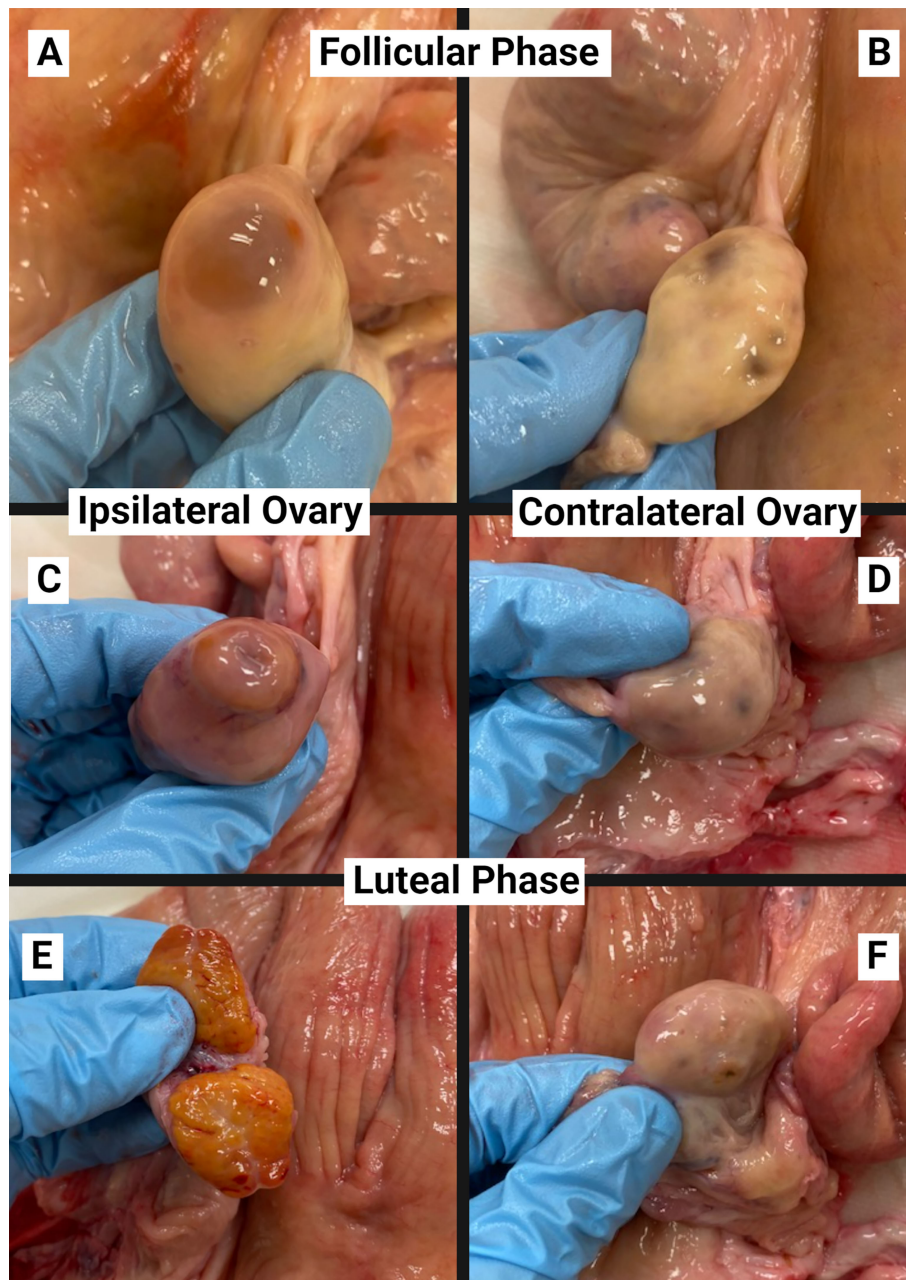 A
Follicular Phase
B
Ipsilateral Ovary
Contralateral Ovary
C
D
Luteal Phase
E
F